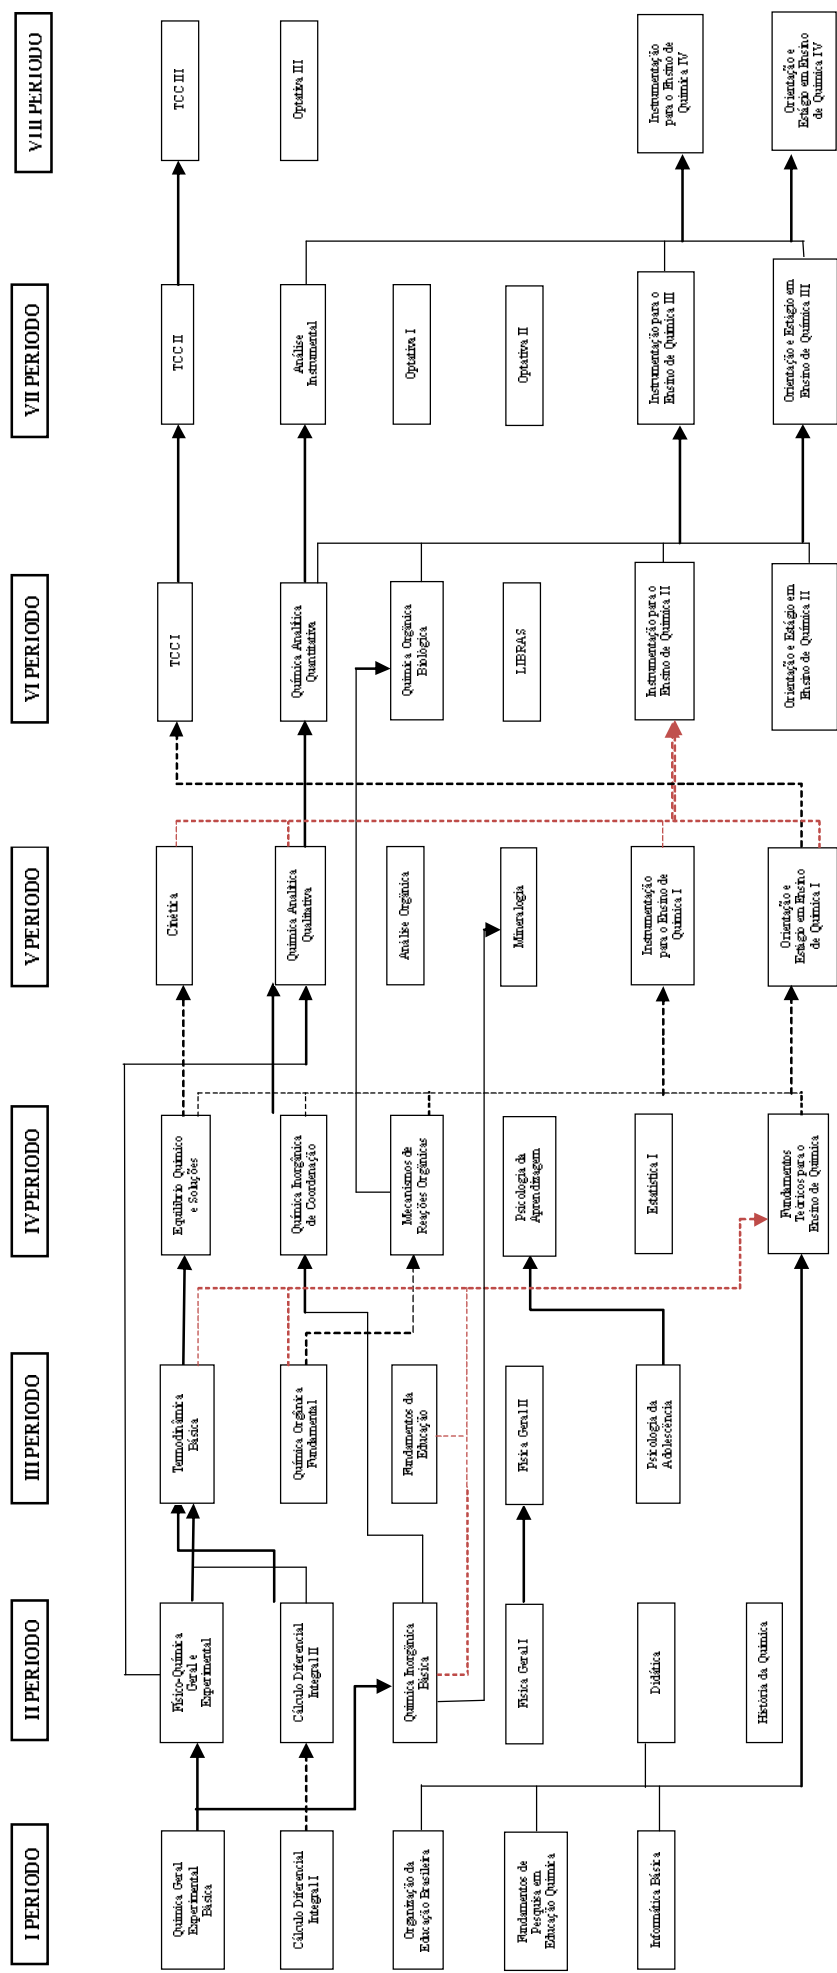 I PERIODO
Química Geral
Experimental
Básica
Cálculo Diferencial
Integral I
Organização da
Educação Brasileira
Fundamentos de
Pesquisa em
Educação Química
Informática Básica
II PERIODO
Físico-Química
Geral e
Experimental
Cálculo Diferencial
Integral II
Química Inorgânica
Básica
Física Geral I
Didática
História da Química
III PERIODO
Termodinâmica
Básica
Química Orgânica
Fundamental
Fundamentos da
Educação
Física Geral II
Psicologia da
Adolescência
IV PERIODO
Equilíbrio Químico
e Soluções
Química Inorgânica
de Coordenação
Mecanismos de
Reações Orgânicas
Psicologia da
Aprendizagem
Estatística I
Fundamentos
Teóricos para o
Ensino de Química
V PERIODO
Cinética
Química Analítica
Qualitativa
Análise Orgânica
Mineralogia
Instrumentação
para o Ensino de
Química I
Orientação e
Estágio em Ensino
de Química I
VI PERIODO
TCC I
Química Analítica
Quantitativa
Química Orgânica
Biológica
LIBRAS
Instrumentação para o
Ensino de Química II
Orientação e Estágio em
Ensino de Química II
VII PERIODO
TCC II
Análise
Instrumental
Optativa I
Optativa II
Instrumentação para o
Ensino de Química III
Orientação e Estágio em
Ensino de Química III
VIII PERIODO
TCC III
Optativa III
Instrumentação
para o Ensino de
Química IV
Orientação e
Estágio em Ensino
de Química IV